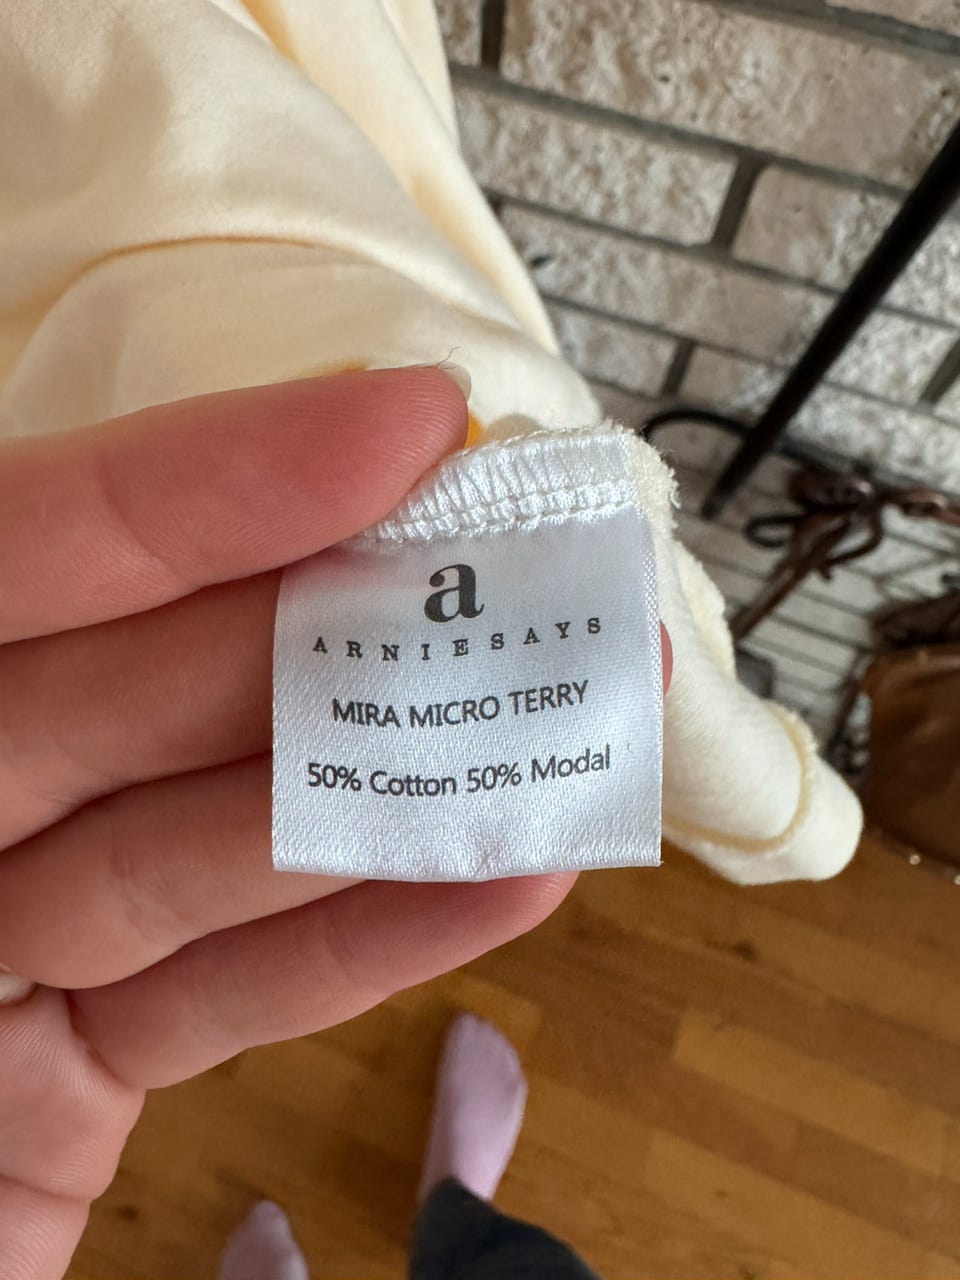 a
ARNIESAYS
MIRA MICRO TERRY
50% Cotton 50% Modal